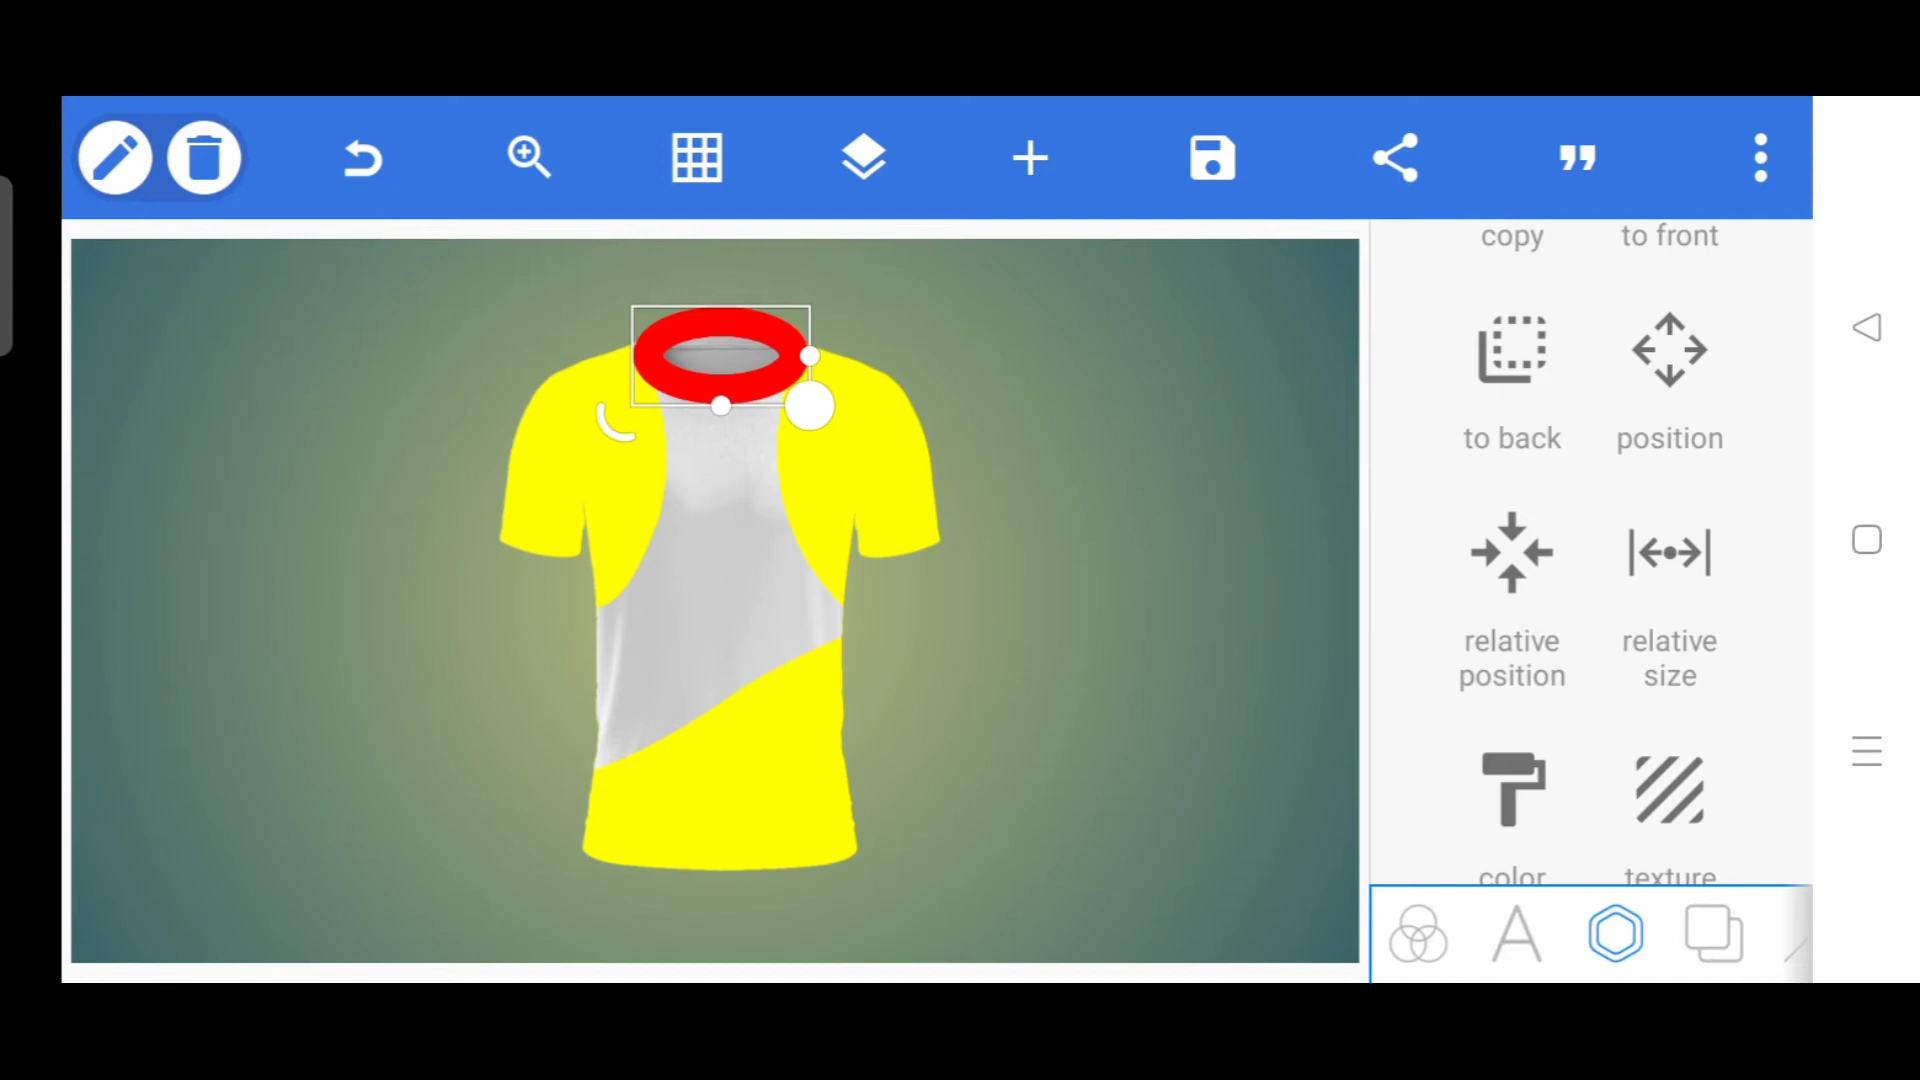 copy
to front
to back
position
relative
position
relative
size
color
texture